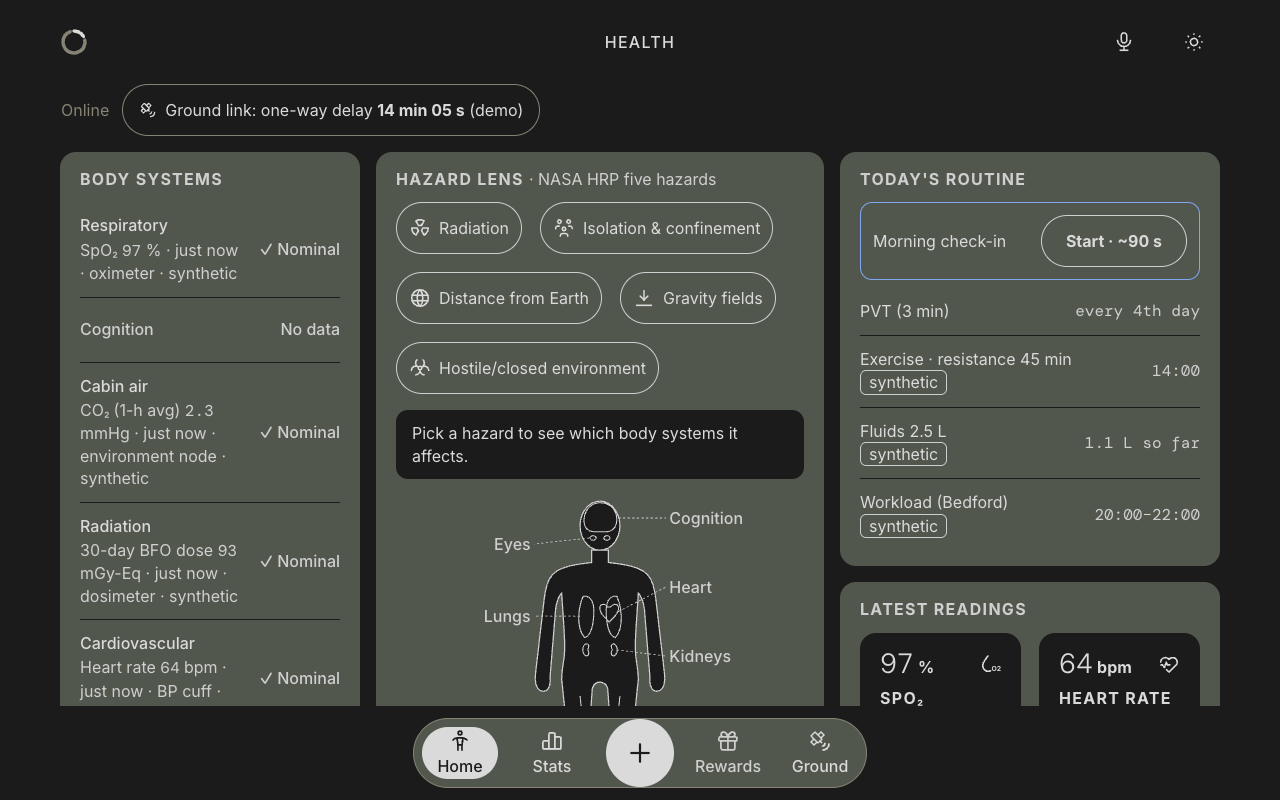 HEALTH
Online
Ground link: one-way delay 14 min 05 s (demo)
BODY SYSTEMS
Respiratory
SpO₂ 97 % · just now
· oximeter · synthetic
✓ Nominal
Cognition
No data
Cabin air
CO₂ (1-h avg) 2.3
mmHg · just now ·
environment node ·
synthetic
✓ Nominal
Radiation
30-day BFO dose 93
mGy-Eq · just now ·
dosimeter · synthetic
✓ Nominal
Cardiovascular
Heart rate 64 bpm ·
just now · BP cuff ·
✓ Nominal
HAZARD LENS · NASA HRP five hazards
Radiation
Isolation & confinement
Distance from Earth
Gravity fields
Hostile/closed environment
Pick a hazard to see which body systems it
affects.
Cognition
Eyes
Heart
Lungs
Kidneys
TODAY'S ROUTINE
Morning check-in
Start · ~90 s
PVT (3 min)
every 4th day
Exercise · resistance 45 min
synthetic
14:00
Fluids 2.5 L
synthetic
1.1 L so far
Workload (Bedford)
synthetic
20:00–22:00
LATEST READINGS
97 %
O2
SPO₂
64 bpm
HEART RATE
Home
Stats
Rewards
Ground